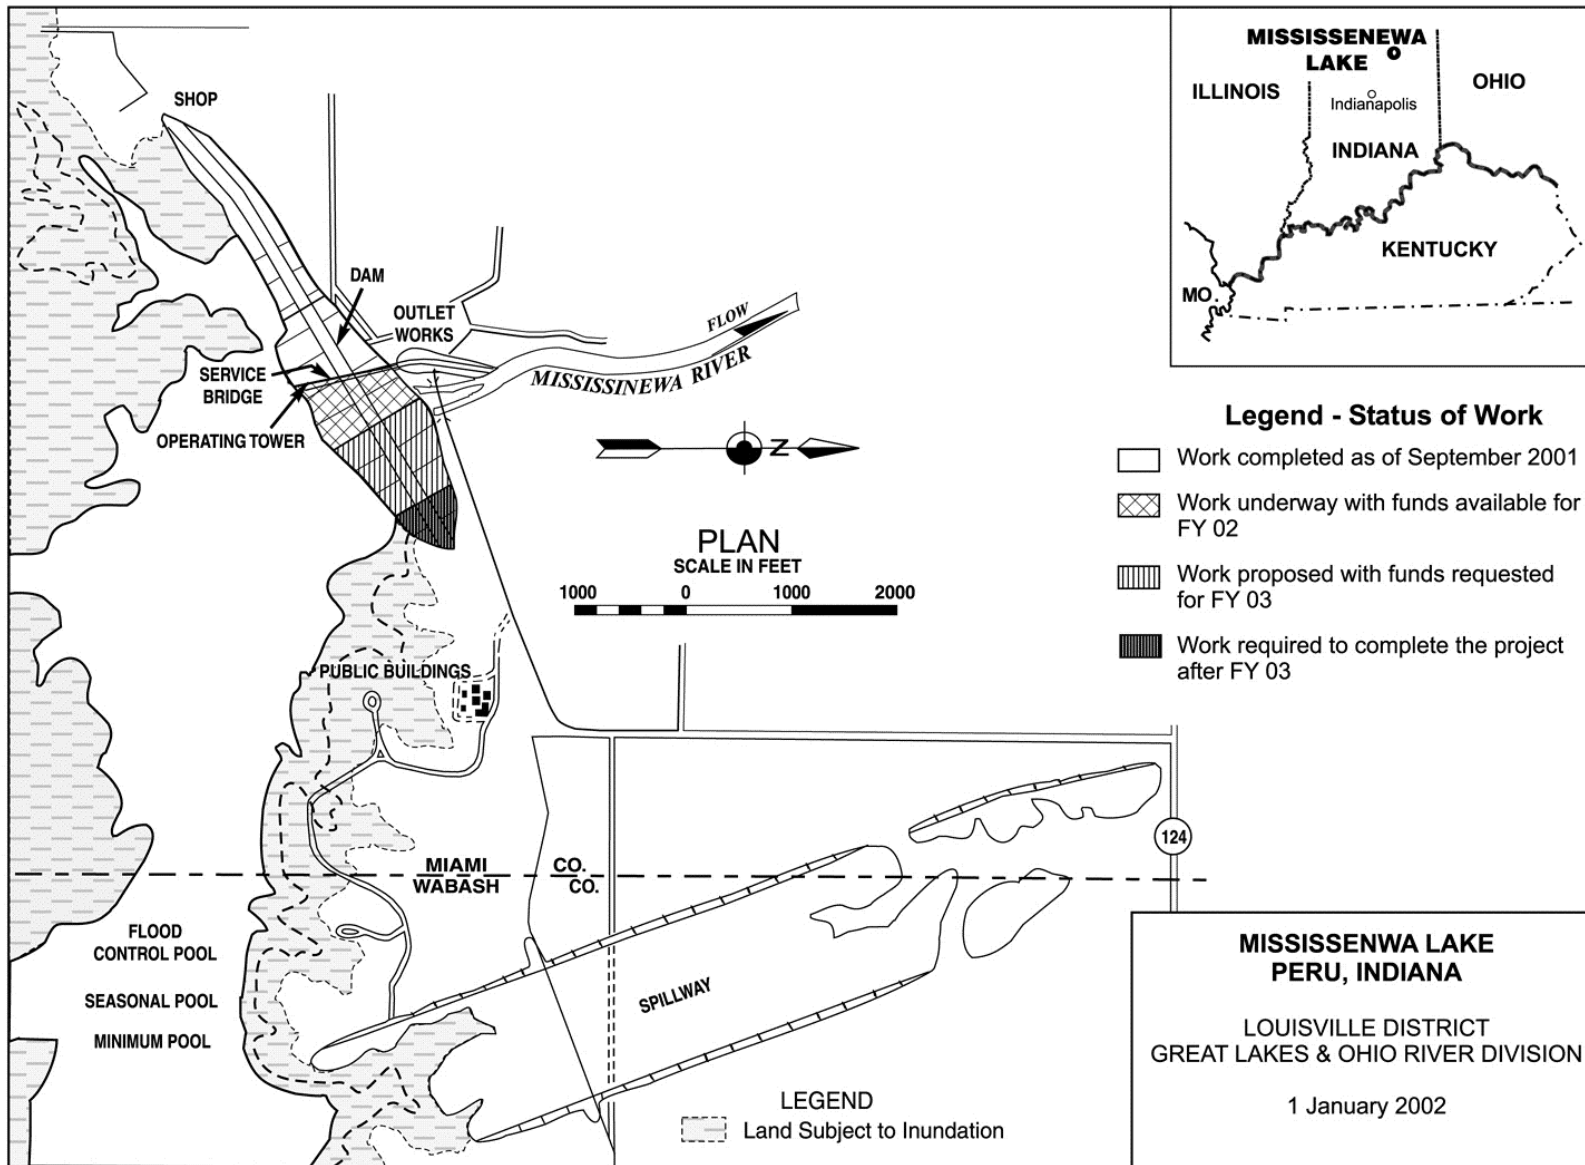 SHOP
DAM
OUTLET
WORKS
SERVICE
BRIDGE
OPERATING TOWER
FLOW
MISSISSINEWA RIVER
N
PLAN
SCALE IN FEET
1000 0 1000 2000
PUBLIC BUILDINGS
MIAMI CO.
WABASH CO.
124
FLOOD
CONTROL POOL
SEASONAL POOL
MINIMUM POOL
SPILLWAY
LEGEND
Land Subject to Inundation
MISSISSENEWA
LAKE
ILLINOIS
OHIO
Indianapolis
INDIANA
KENTUCKY
MO.
Legend - Status of Work
Work completed as of September 2001
Work underway with funds available for
FY 02
Work proposed with funds requested
for FY 03
Work required to complete the project
after FY 03
MISSISSENWA LAKE
PERU, INDIANA
LOUISVILLE DISTRICT
GREAT LAKES & OHIO RIVER DIVISION
1 January 2002